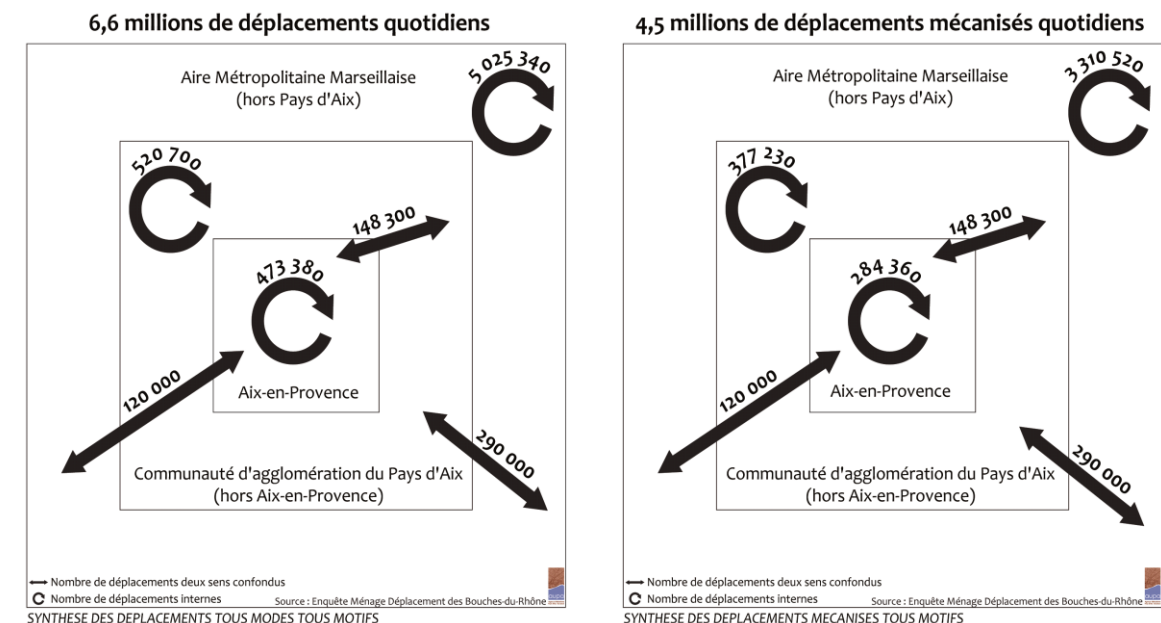 6,6 millions de déplacements quotidiens
Aire Métropolitaine Marseillaise
(hors Pays d'Aix)
5 025 340
520 700
148 300
473 380
120 000
Aix-en-Provence
290 000
Communauté d'agglomération du Pays d'Aix
(hors Aix-en-Provence)
Nombre de déplacements deux sens confondus
Nombre de déplacements internes
Source : Enquête Ménage Déplacement des Bouches-du-Rhône
SYNTHESE DES DEPLACEMENTS TOUS MODES TOUS MOTIFS
4,5 millions de déplacements mécanisés quotidiens
Aire Métropolitaine Marseillaise
(hors Pays d'Aix)
3 310 520
377 230
148 300
284 360
120 000
Aix-en-Provence
290 000
Communauté d'agglomération du Pays d'Aix
(hors Aix-en-Provence)
Nombre de déplacements deux sens confondus
Nombre de déplacements internes
Source : Enquête Ménage Déplacement des Bouches-du-Rhône
SYNTHESE DES DEPLACEMENTS MECANISES TOUS MOTIFS